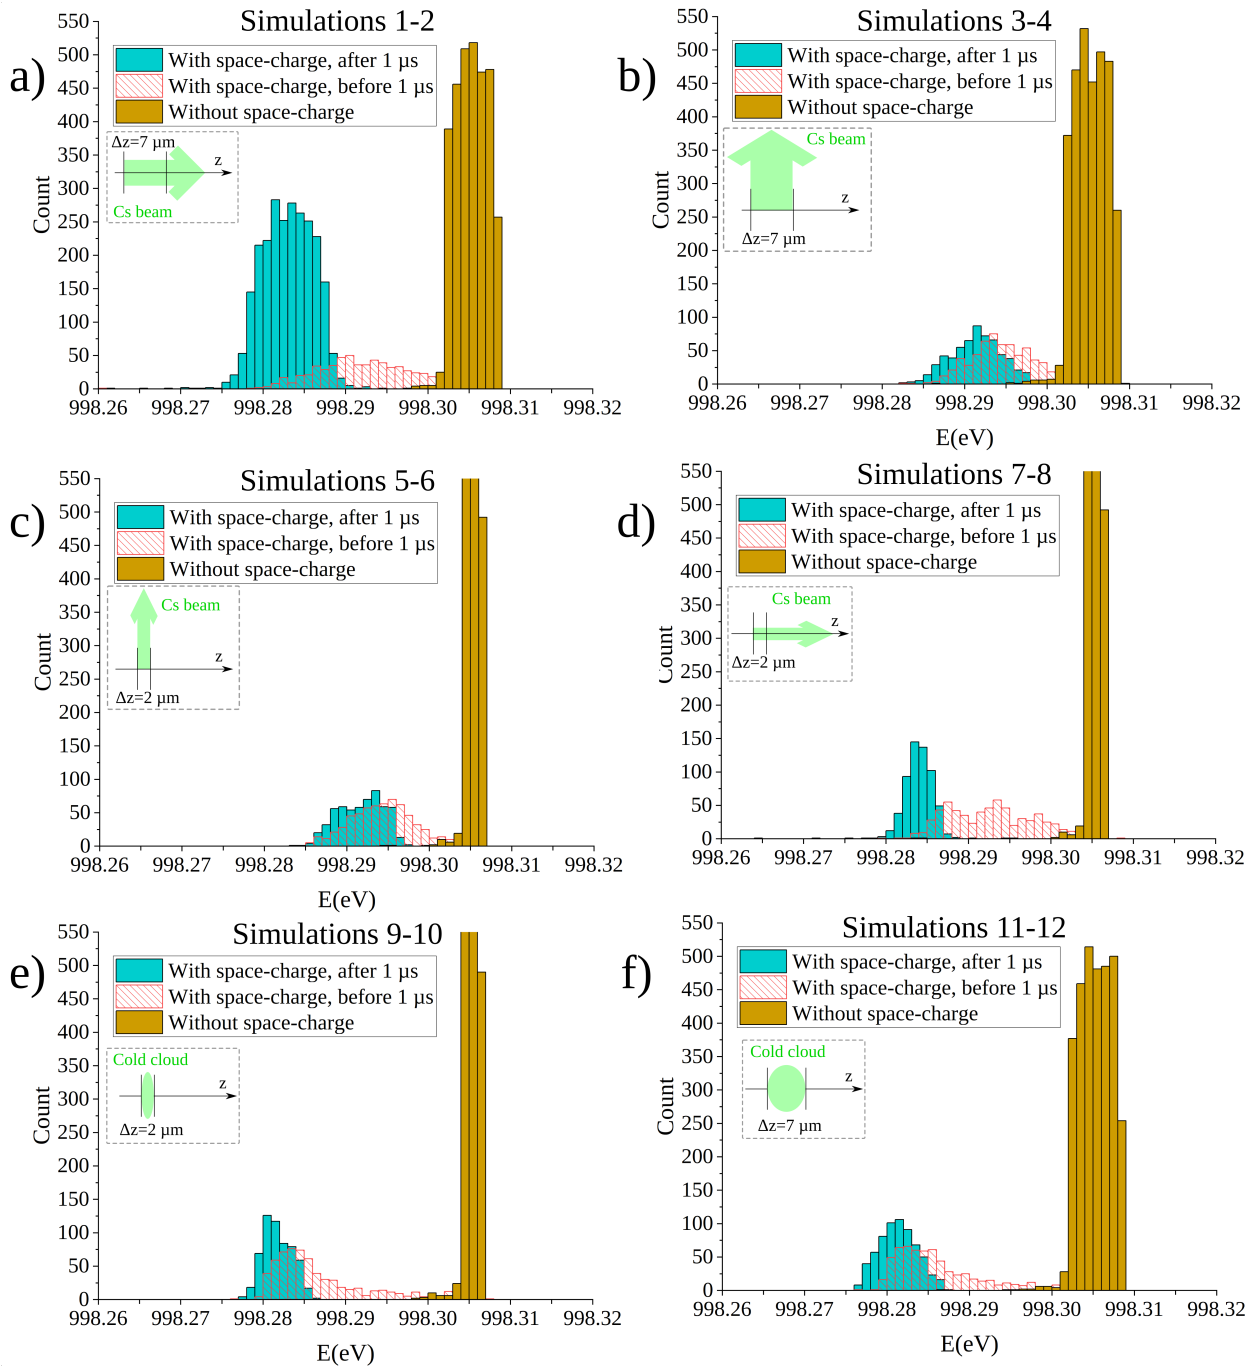 Simulations 1-2
a)
With space-charge, after 1 µs
With space-charge, before 1 µs
Without space-charge
Δz=7 µm
z
Cs beam
Count
550
500
450
400
350
300
250
200
150
100
50
0
998.26 998.27 998.28 998.29 998.30 998.31 998.32
Simulations 3-4
b)
With space-charge, after 1 µs
With space-charge, before 1 µs
Without space-charge
Cs beam
z
Δz=7 µm
Count
550
500
450
400
350
300
250
200
150
100
50
0
998.26 998.27 998.28 998.29 998.30 998.31 998.32
E(eV)
Simulations 5-6
c)
With space-charge, after 1 µs
With space-charge, before 1 µs
Without space-charge
Cs beam
z
Δz=2 µm
Count
550
500
450
400
350
300
250
200
150
100
50
0
998.26 998.27 998.28 998.29 998.30 998.31 998.32
E(eV)
Simulations 7-8
d)
With space-charge, after 1 µs
With space-charge, before 1 µs
Without space-charge
Cs beam
z
Δz=2 µm
Count
550
500
450
400
350
300
250
200
150
100
50
0
998.26 998.27 998.28 998.29 998.30 998.31 998.32
Simulations 9-10
e)
With space-charge, after 1 µs
With space-charge, before 1 µs
Without space-charge
Cold cloud
z
Δz=2 µm
Count
550
500
450
400
350
300
250
200
150
100
50
0
998.26 998.27 998.28 998.29 998.30 998.31 998.32
E(eV)
Simulations 11-12
f)
With space-charge, after 1 µs
With space-charge, before 1 µs
Without space-charge
Cold cloud
z
Δz=7 µm
Count
550
500
450
400
350
300
250
200
150
100
50
0
998.26 998.27 998.28 998.29 998.30 998.31 998.32
E(eV)